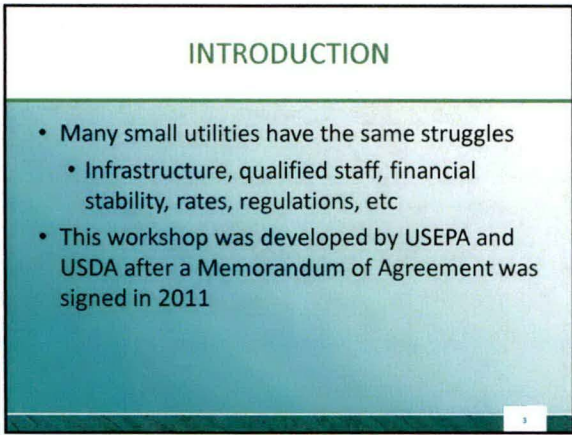 INTRODUCTION
• Many small utilities have the same struggles
• Infrastructure, qualified staff, financial
stability, rates, regulations, etc
• This workshop was developed by USEPA and
USDA after a Memorandum of Agreement was
signed in 2011
3